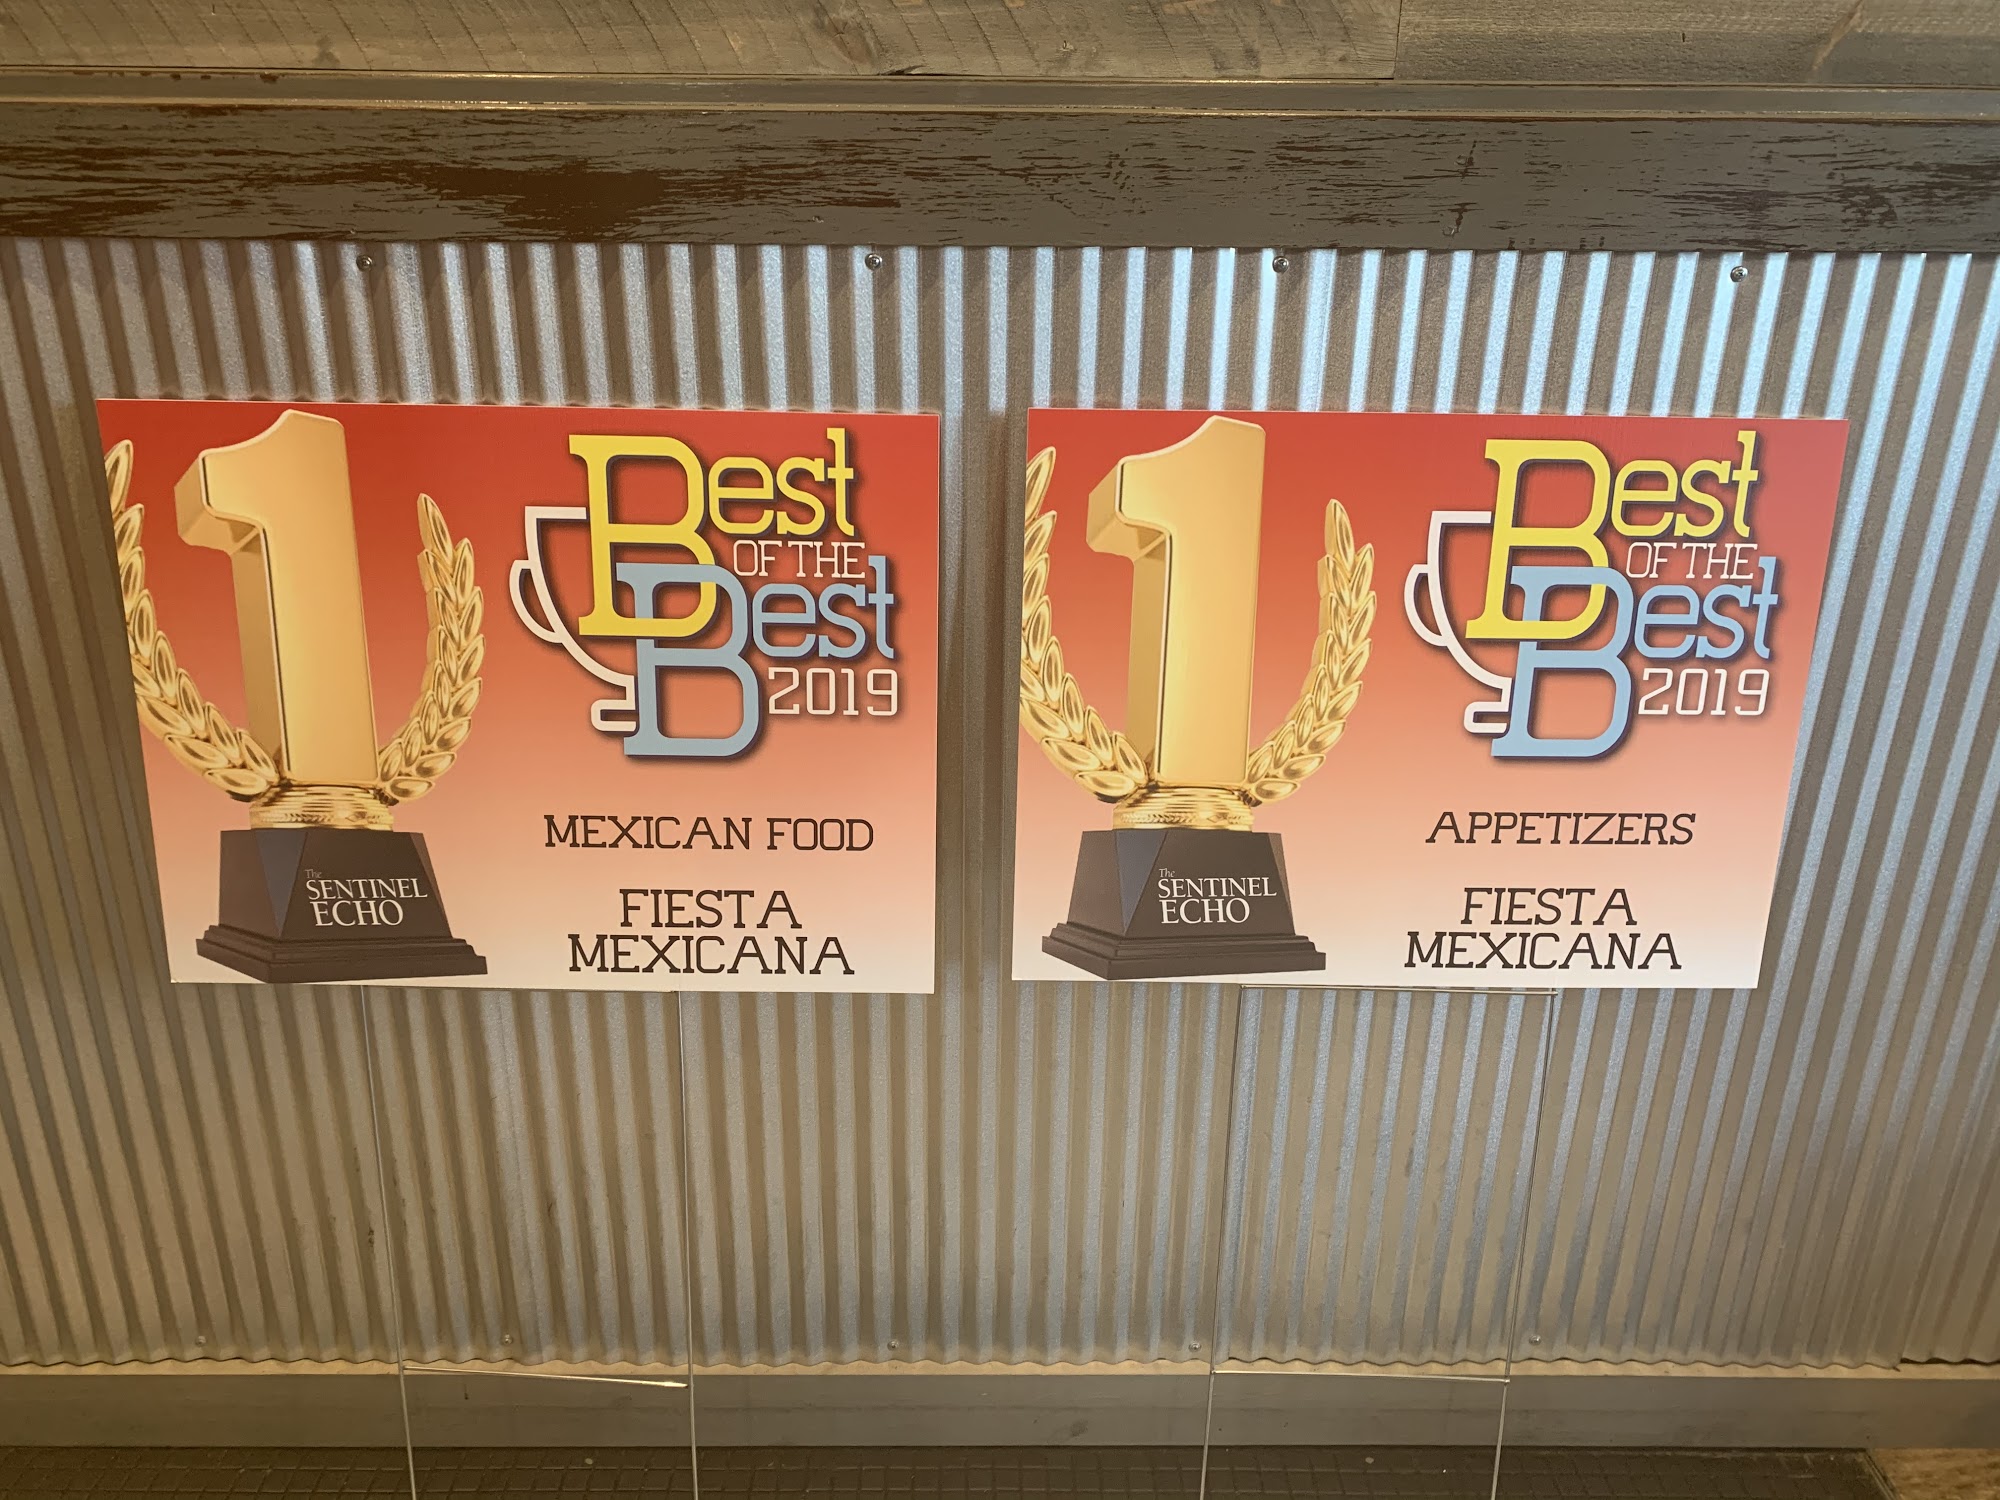 1
Best
OF THE
Best
2019
MEXICAN FOOD
The
SENTINEL
ECHO
FIESTA
MEXICANA
1
Best
OF THE
Best
2019
APPETIZERS
The
SENTINEL
ECHO
FIESTA
MEXICANA